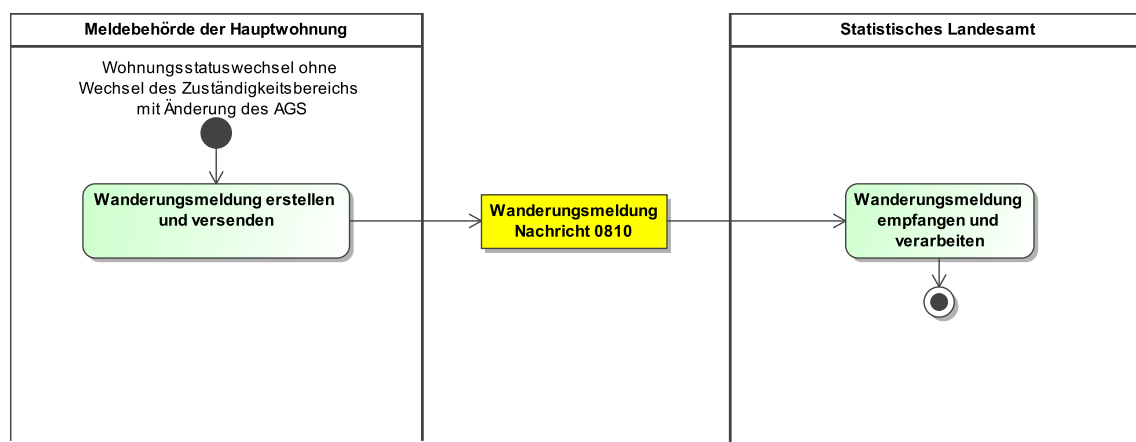 Meldebehörde der Hauptwohnung
Wohnungsstatuswechsel ohne
Wechsel des Zuständigkeitsbereichs
mit Änderung des AGS
Wanderungsmeldung erstellen
und versenden
Wanderungsmeldung
Nachricht 0810
Statistisches Landesamt
Wanderungsmeldung
empfangen und
verarbeiten